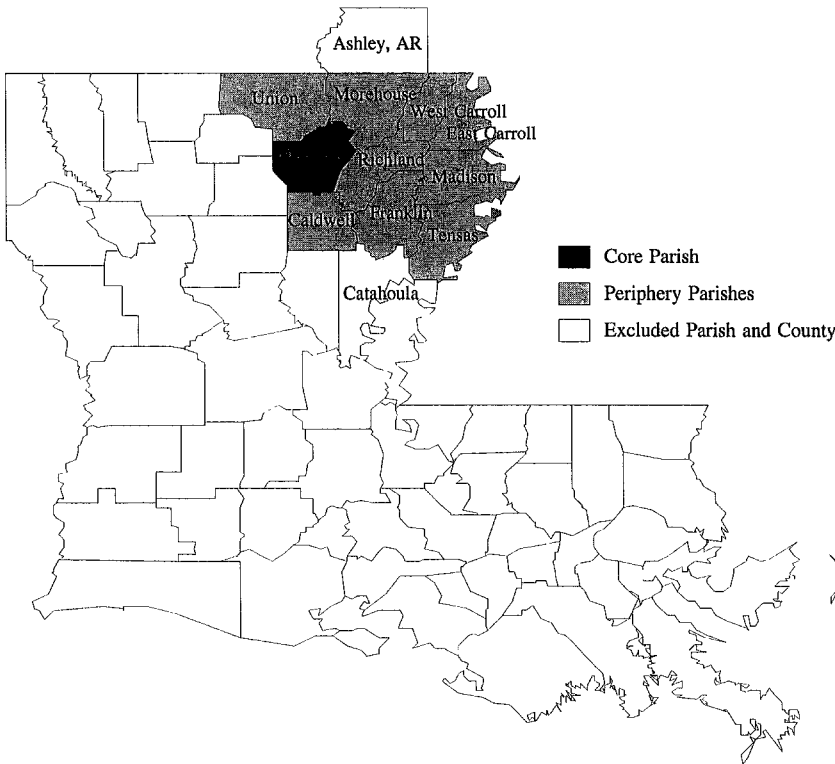 Ashley, AR
Union
Morehouse
West Carroll
East Carroll
Richland
Madison
Caldwell
Franklin
Tensas
Catahoula
Core Parish
Periphery Parishes
Excluded Parish and County